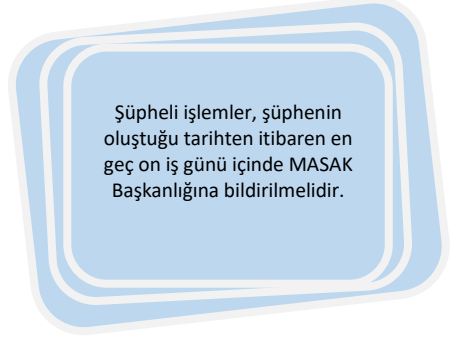 Şüpheli işlemler, şüphenin
oluştuğu tarihten itibaren en
geç on iş günü içinde MASAK
Başkanlığına bildirilmelidir.